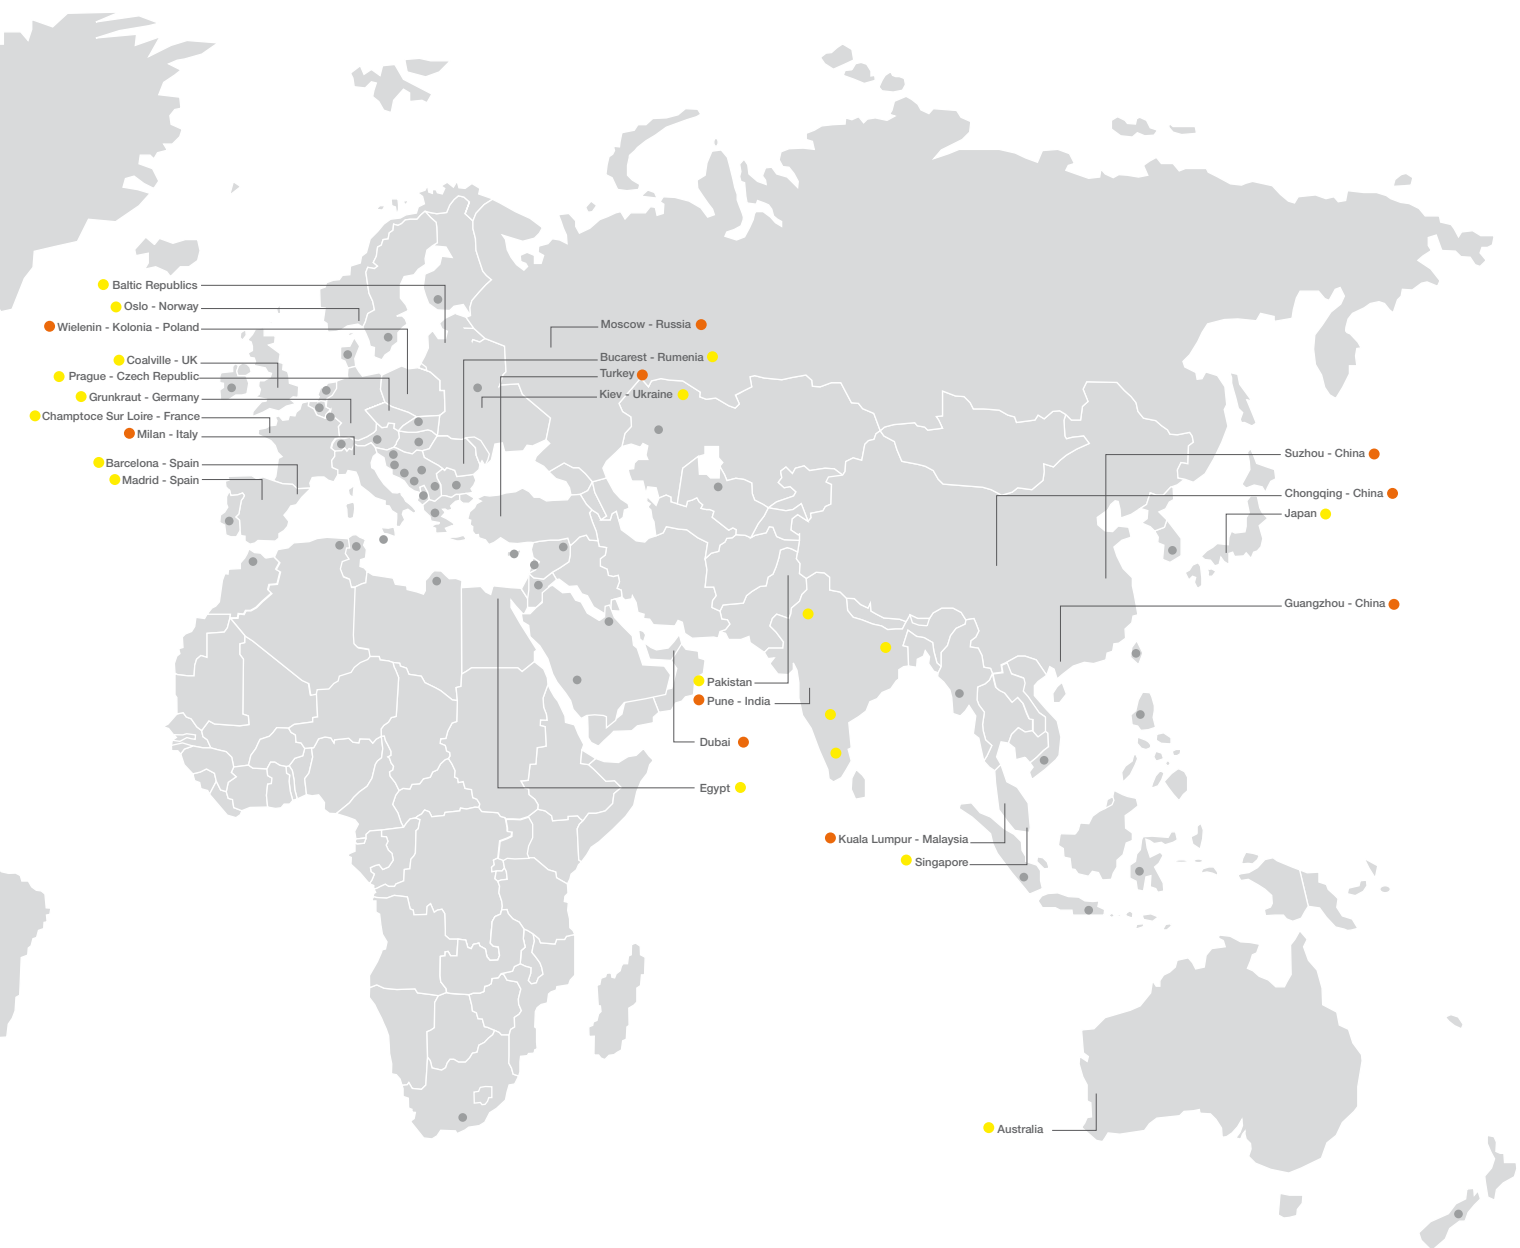 Baltic Republics
Oslo - Norway
Wielenin - Kolonia - Poland
Coalville - UK
Prague - Czech Republic
Grunkraut - Germany
Champtoce Sur Loire - France
Milan - Italy
Barcelona - Spain
Madrid - Spain
Moscow - Russia
Bucarest - Rumenia
Turkey
Kiev - Ukraine
Suzhou - China
Chongqing - China
Japan
Guangzhou - China
Pakistan
Pune - India
Dubai
Egypt
Kuala Lumpur - Malaysia
Singapore
Australia